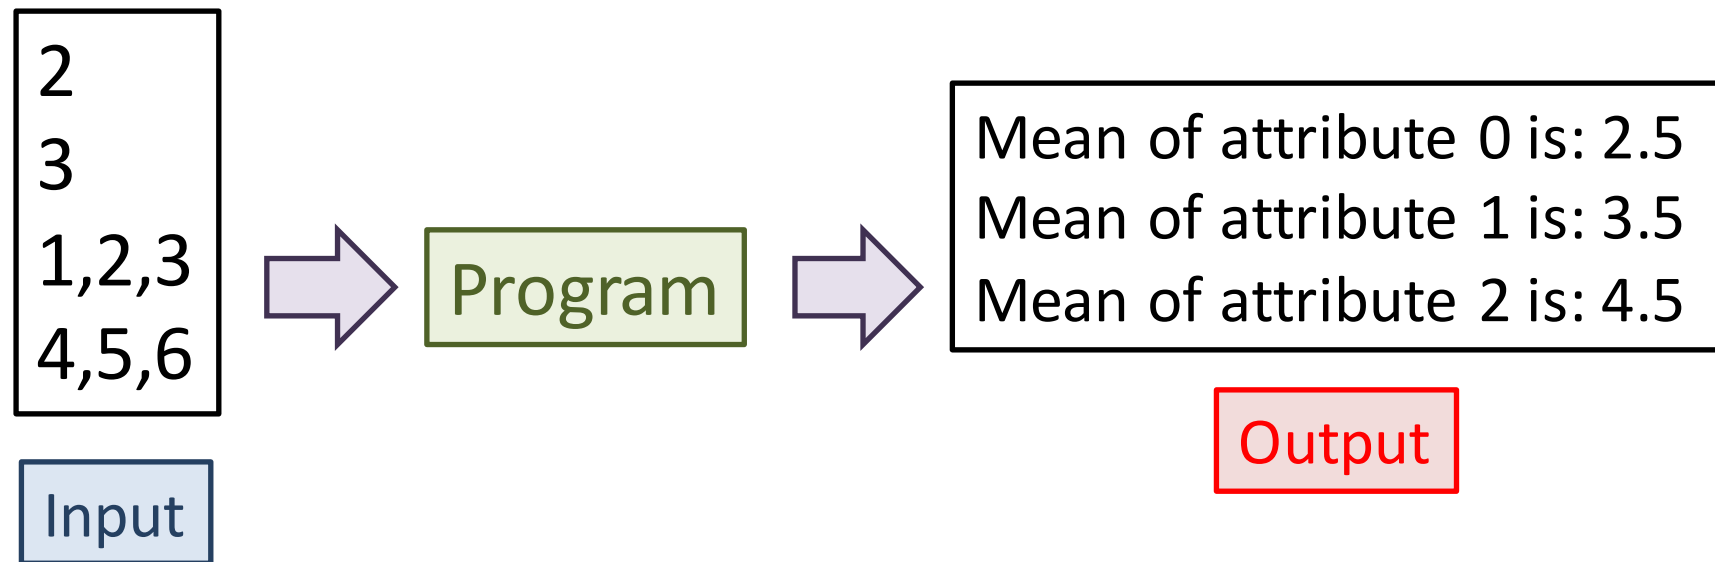 2
3
1,2,3
4,5,6
Input
Program
Mean of attribute 0 is: 2.5
Mean of attribute 1 is: 3.5
Mean of attribute 2 is: 4.5
Output